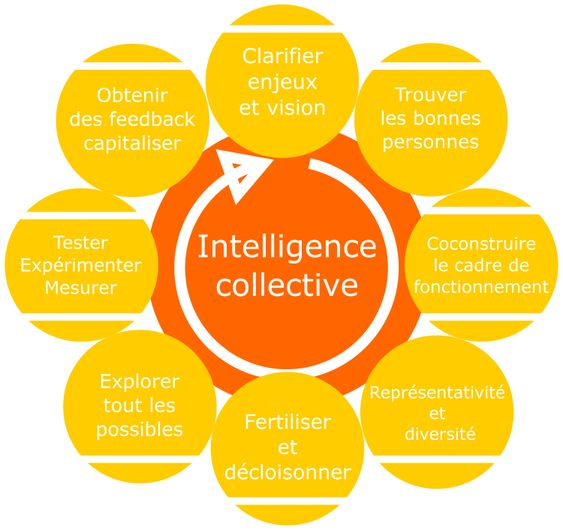 Clarifier
enjeux
et vision
Trouver
les bonnes
personnes
Coconstruire
le cadre de
fonctionnement
Représentativité
et
diversité
Fertiliser
et
décloisonner
Explorer
tout les
possibles
Tester
Expérimenter
Mesurer
Obtenir
des feedback
capitaliser
Intelligence
collective